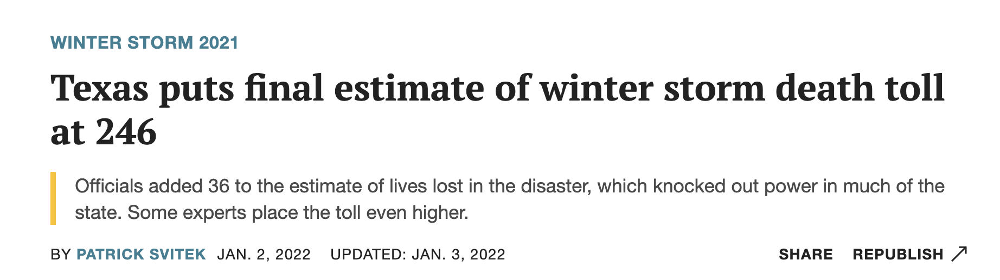 WINTER STORM 2021
Texas puts final estimate of winter storm death toll
at 246
Officials added 36 to the estimate of lives lost in the disaster, which knocked out power in much of the
state. Some experts place the toll even higher.
BY PATRICK SVITEK JAN. 2, 2022 UPDATED: JAN. 3, 2022 SHARE REPUBLISH